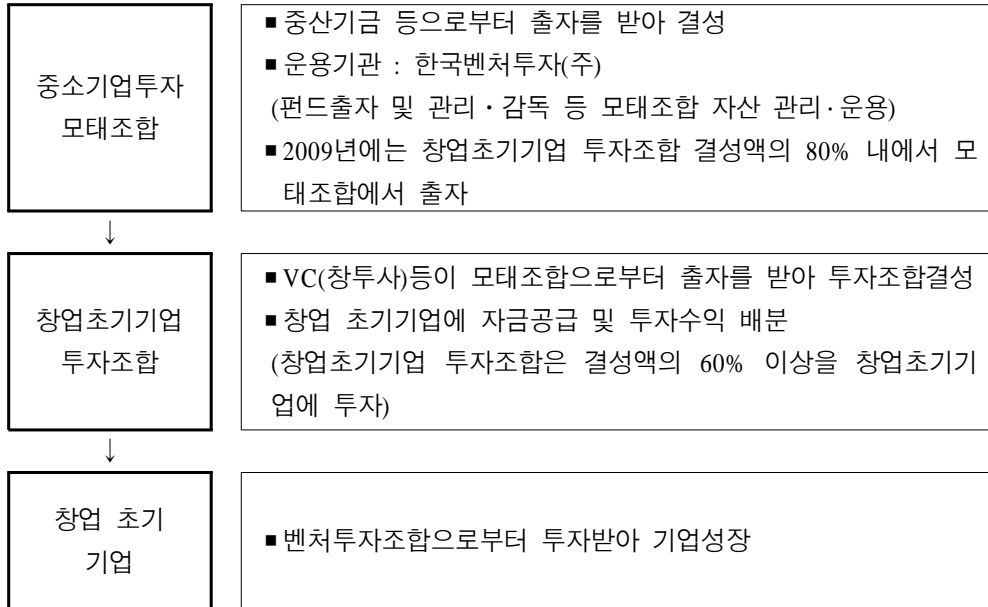 중소기업투자
모태조합
■ 중산기금 등으로부터 출자를 받아 결성
■ 운용기관 : 한국벤처투자(주)
(펀드출자 및 관리・감독 등 모태조합 자산 관리·운용)
■ 2009년에는 창업초기기업 투자조합 결성액의 80% 내에서 모
태조합에서 출자
↓
창업초기기업
투자조합
■ VC(창투사)등이 모태조합으로부터 출자를 받아 투자조합결성
■ 창업 초기기업에 자금공급 및 투자수익 배분
(창업초기기업 투자조합은 결성액의 60% 이상을 창업초기기
업에 투자)
↓
창업 초기
기업
■ 벤처투자조합으로부터 투자받아 기업성장